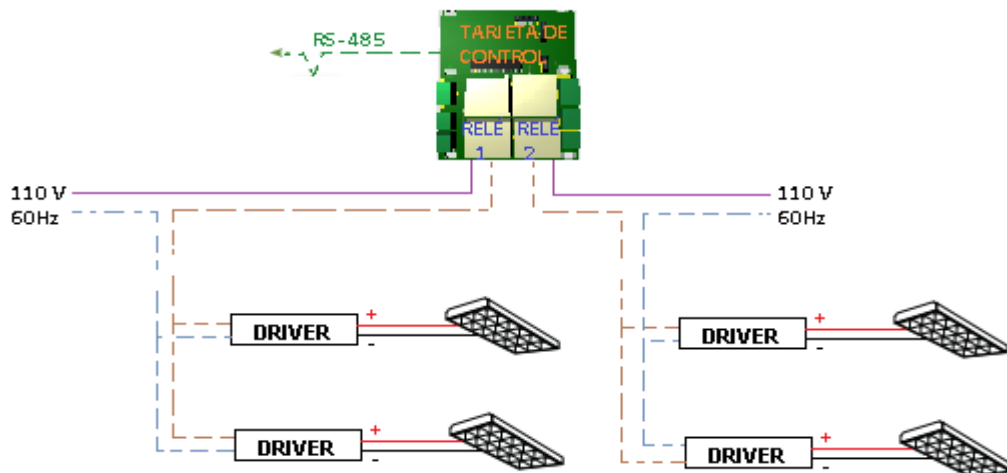 RS-485
TARJETA DE
CONTROL
RELE
1
RELE
2
110 V
60Hz
110 V
60Hz
DRIVER
+
-
DRIVER
+
-
DRIVER
+
-
DRIVER
+
-